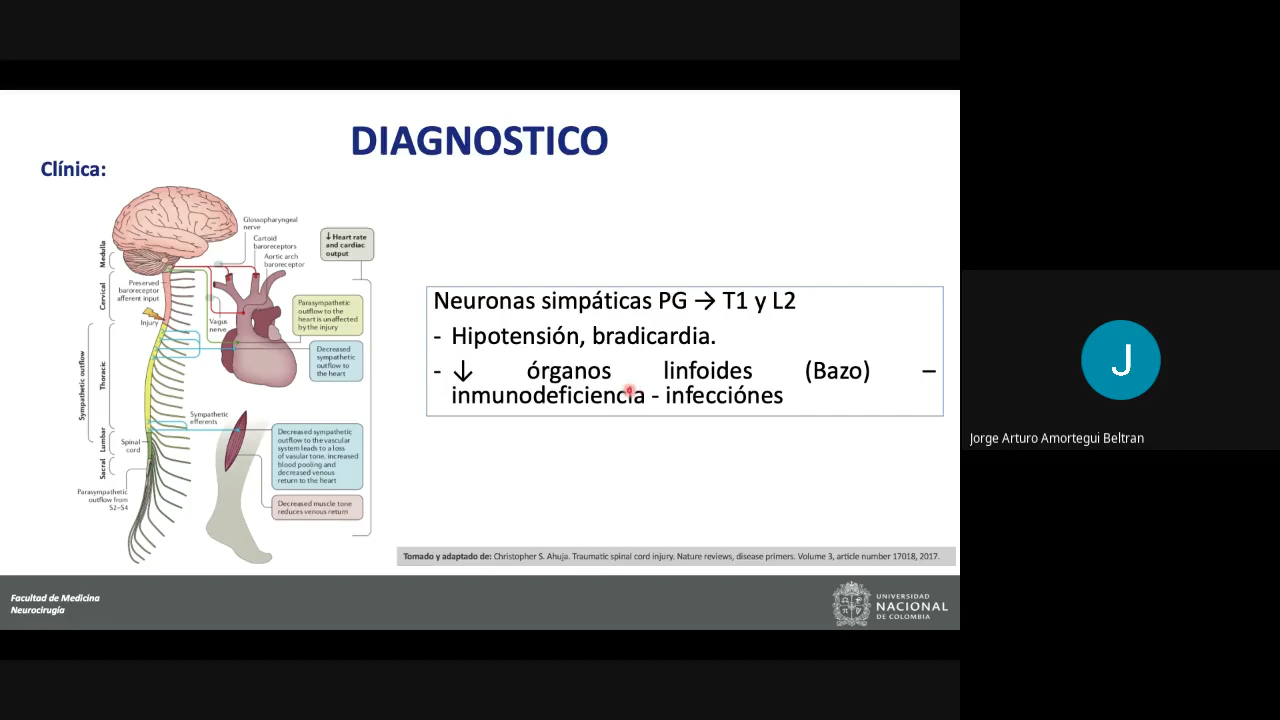 DIAGNOSTICO
Clínica:
Glossopharyngeal
nerve
Cartoid
baroreceptors
Aortic arch
baroreceptor
↓ Heart rate
and cardiac
output
Medulla
Cervical
Preserved
baroreceptor
afferent input
Injury
Vagus
nerve
Parasympathetic
outflow to the
heart is unaffected
by the injury
Decreased
sympathetic
outflow to
the heart
Sympathetic outflow
Thoracic
Sympathetic
efferents
Lumbar
Spinal
cord
Sacral
Parasympathetic
outflow from
S2–S4
Decreased sympathetic
outflow to the vascular
system leads to a loss
of vascular tone, increased
blood pooling and
decreased venous
return to the heart
Decreased muscle tone
reduces venous return
Neuronas simpáticas PG → T1 y L2
- Hipotensión, bradicardia.
- ↓ órganos linfoides (Bazo) –
inmunodeficiencia - infecciónes
Tomado y adaptado de: Christopher S. Ahuja. Traumatic spinal cord injury. Nature reviews, disease primers. Volume 3, article number 17018, 2017.
Facultad de Medicina
Neurocirugía
UNIVERSIDAD
NACIONAL
DE COLOMBIA
J
Jorge Arturo Amortegui Beltran